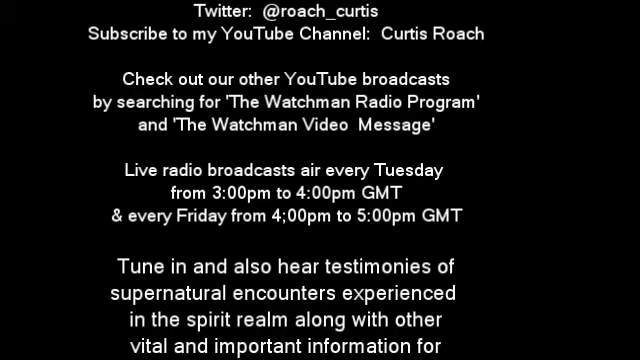 Twitter:  @roach_curtis
Subscribe to my YouTube Channel:  Curtis Roach
Check out our other YouTube broadcasts
by searching for 'The Watchman Radio Program'
and 'The Watchman Video  Message'
Live radio broadcasts air every Tuesday
from 3:00pm to 4:00pm GMT
& every Friday from 4;00pm to 5:00pm GMT
Tune in and also hear testimonies of
supernatural encounters experienced
in the spirit realm along with other
vital and important information for